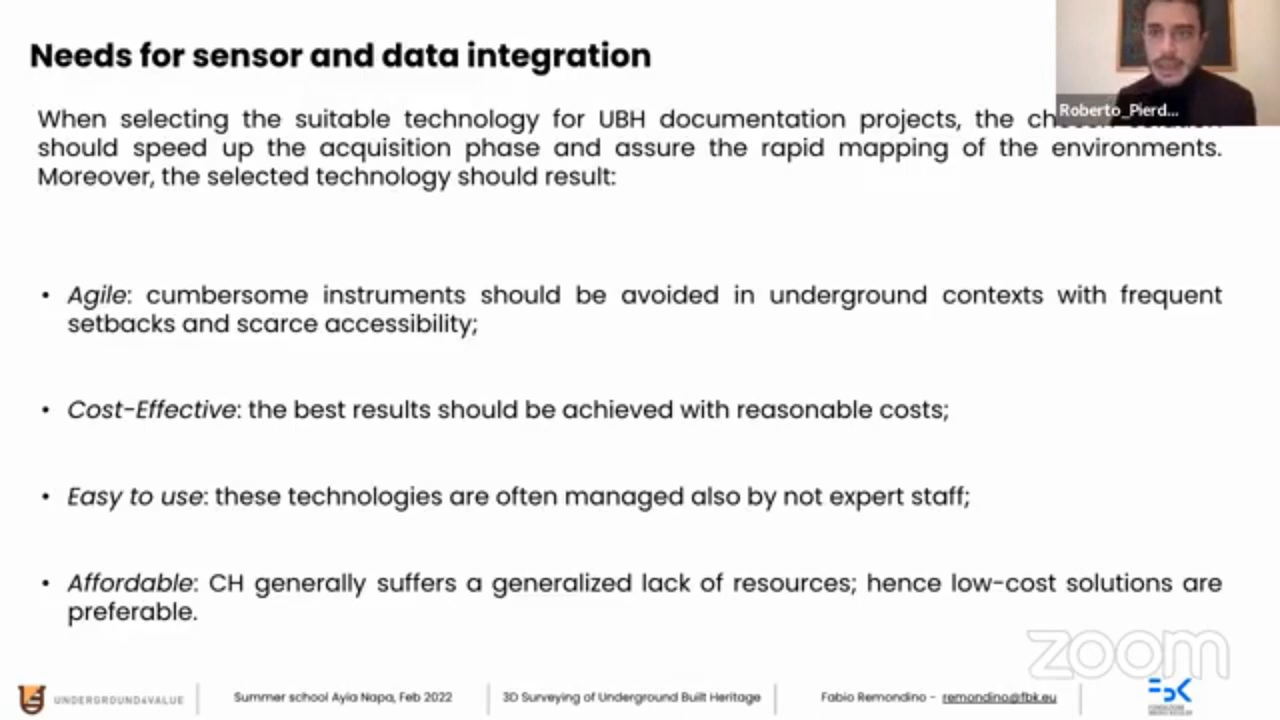 Needs for sensor and data integration
Roberto_Pierd...
When selecting the suitable technology for UBH documentation projects, the
should speed up the acquisition phase and assure the rapid mapping of the environments.
Moreover, the selected technology should result:
• Agile: cumbersome instruments should be avoided in underground contexts with frequent
setbacks and scarce accessibility;
• Cost-Effective: the best results should be achieved with reasonable costs;
• Easy to use: these technologies are often managed also by not expert staff;
• Affordable: CH generally suffers a generalized lack of resources; hence low-cost solutions are
preferable.
zoom
UNDERGROUND4VALUE
Summer school Ayia Napa, Feb 2022
3D Surveying of Underground Built Heritage
Fabio Remondino - remondino@fbk.eu
FBK
FONDAZIONE
BRUNO KESSLER